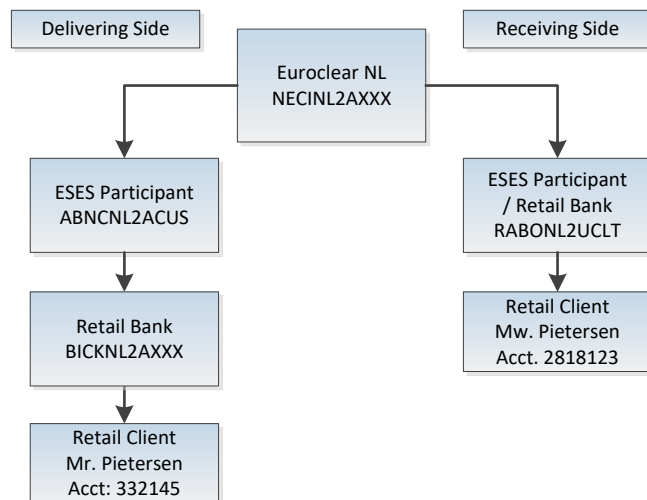 Delivering Side
Receiving Side
Euroclear NL
NECINL2AXXX
ESES Participant
ABNCNL2ACUS
ESES Participant
/ Retail Bank
RABONL2UCLT
Retail Bank
BICKNL2AXXX
Retail Client
Mw. Pietersen
Acct. 2818123
Retail Client
Mr. Pietersen
Acct: 332145